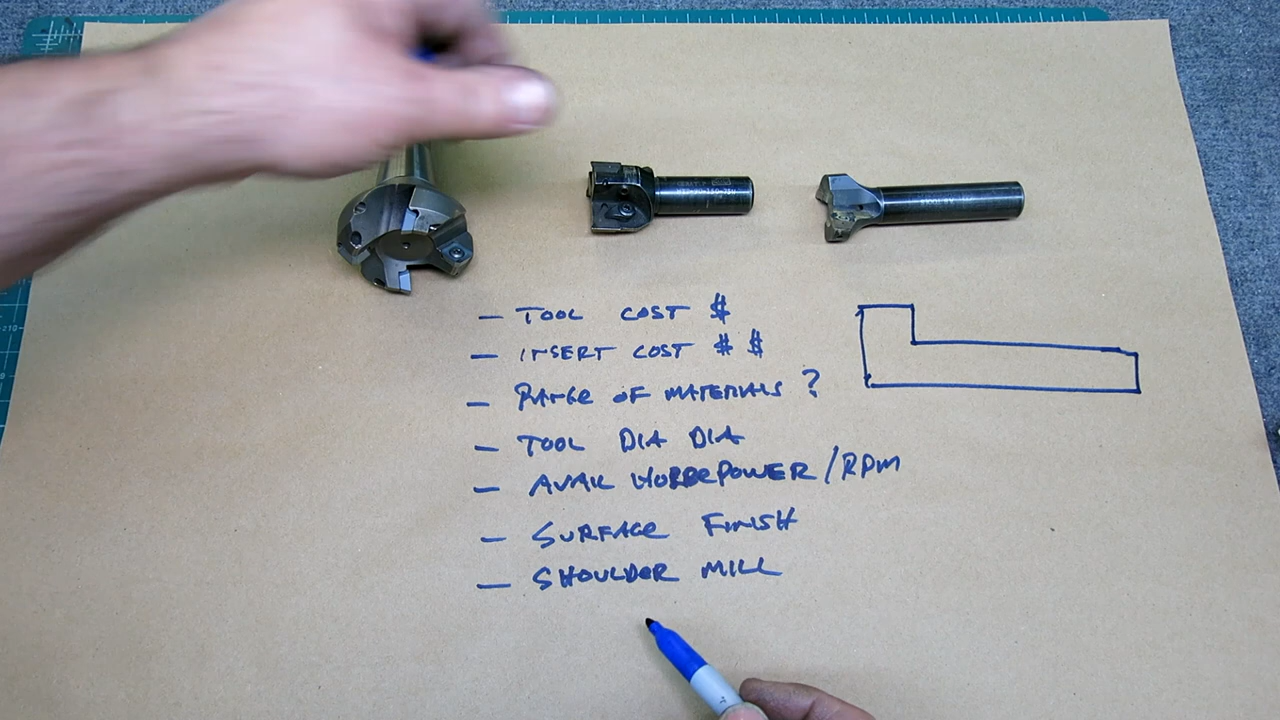 - TOOL COST $
- INSERT COST $ $
- RANGE OF MATERIALS ?
- TOOL DIA DIA
- AVAIL HORSEPOWER / RPM
- SURFACE FINISH
- SHOULDER MILL